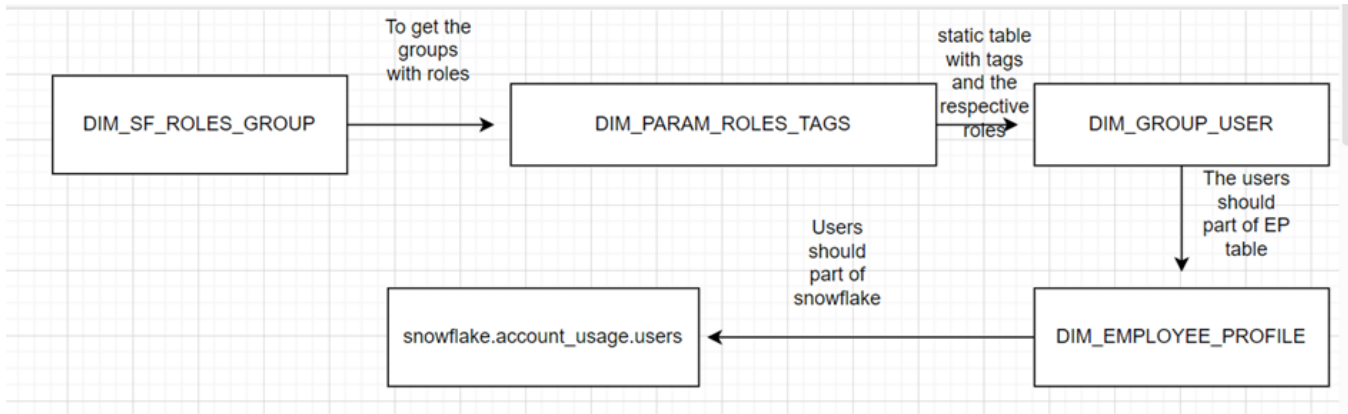 To get the
groups
with roles
static table
with tags
and the
respective
roles
DIM_SF_ROLES_GROUP
DIM_PARAM_ROLES_TAGS
DIM_GROUP_USER
The users
should
part of EP
table
Users
should
part of
snowflake
snowflake.account_usage.users
DIM_EMPLOYEE_PROFILE